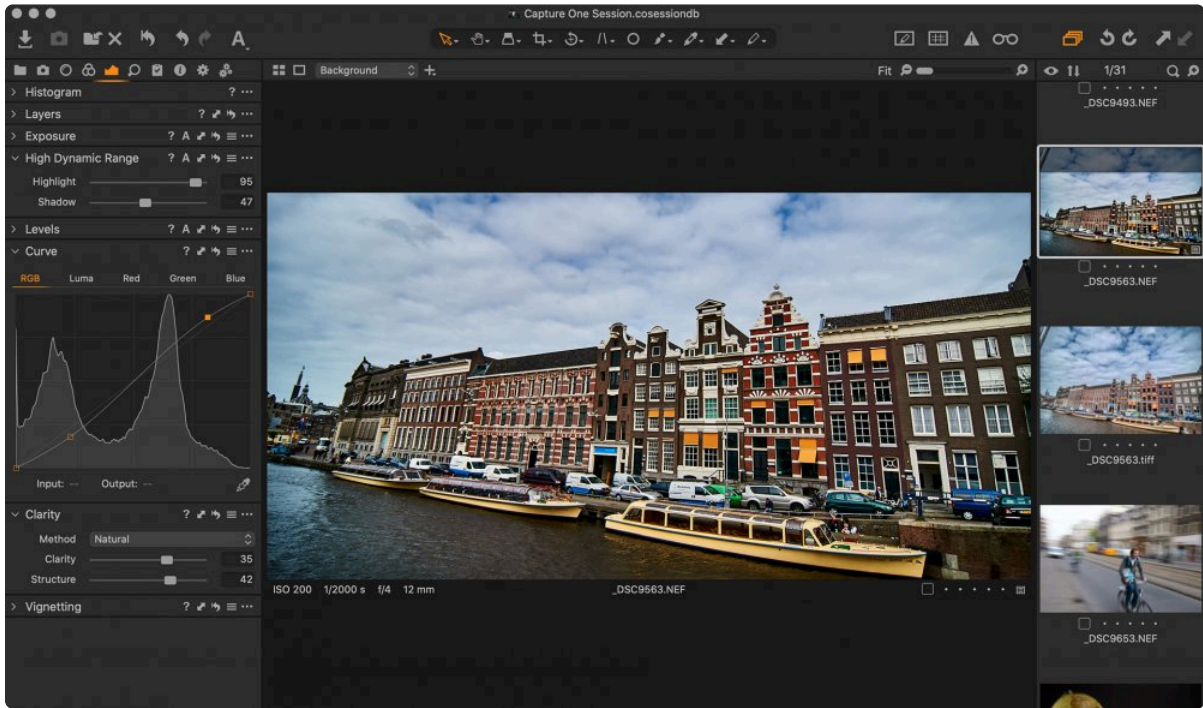 Capture One Session.cosessiondb
A
Background
Fit
1/31
Histogram
? ...
Layers
?
Exposure
? A
High Dynamic Range
? A
Highlight 95
Shadow 47
Levels
? A
Curve
?
RGB Luma Red Green Blue
Input: -- Output: --
Clarity
?
Method Natural
Clarity 35
Structure 42
Vignetting
?
ISO 200 1/2000 s f/4 12 mm
_DSC9563.NEF
_DSC9493.NEF
_DSC9563.NEF
_DSC9563.tiff
_DSC9653.NEF